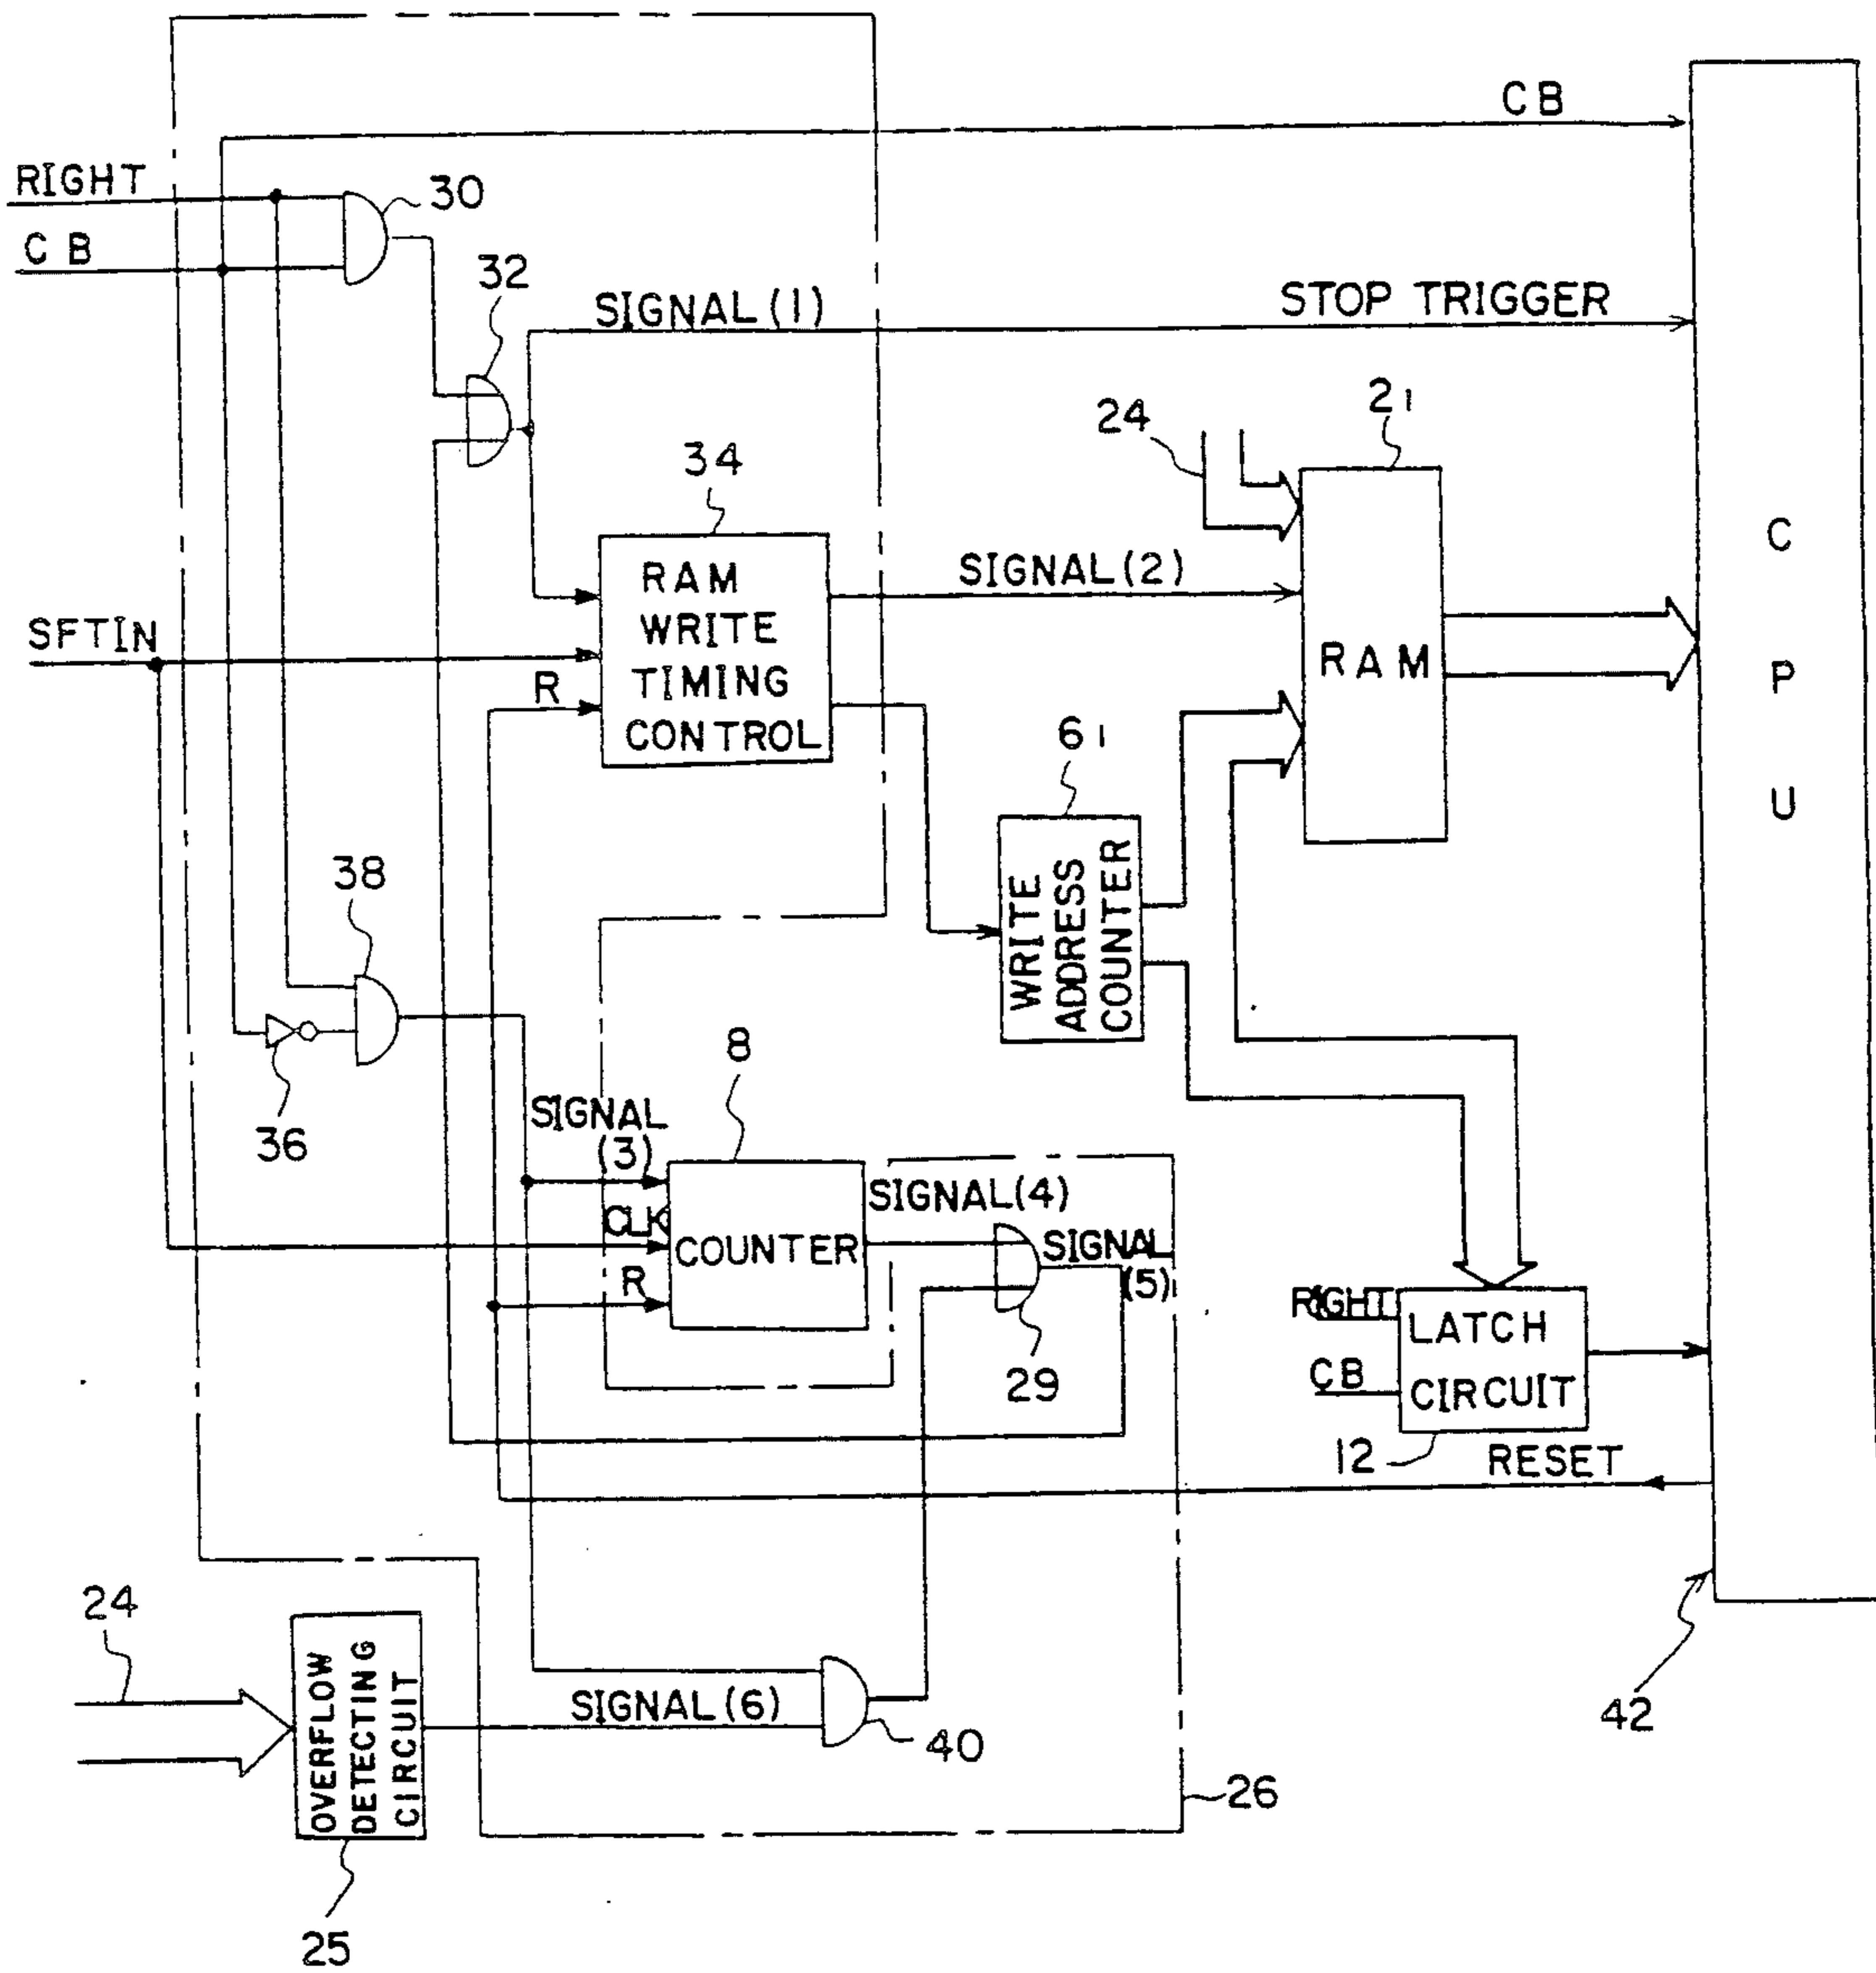 CB
RIGHT
30
CB
32
SIGNAL(1)
STOP TRIGGER
21
24
34
RAM
WRITE
TIMING
CONTROL
SIGNAL(2)
SFTIN
R
RAM
C
P
U
61
WRITE
ADDRESS
COUNTER
38
36
8
SIGNAL
(3)
CLK
R
COUNTER
SIGNAL(4)
SIGNAL
(5)
29
RIGHT
CB
LATCH
CIRCUIT
12
RESET
24
OVERFLOW
DETECTING
CIRCUIT
SIGNAL(6)
40
42
26
25